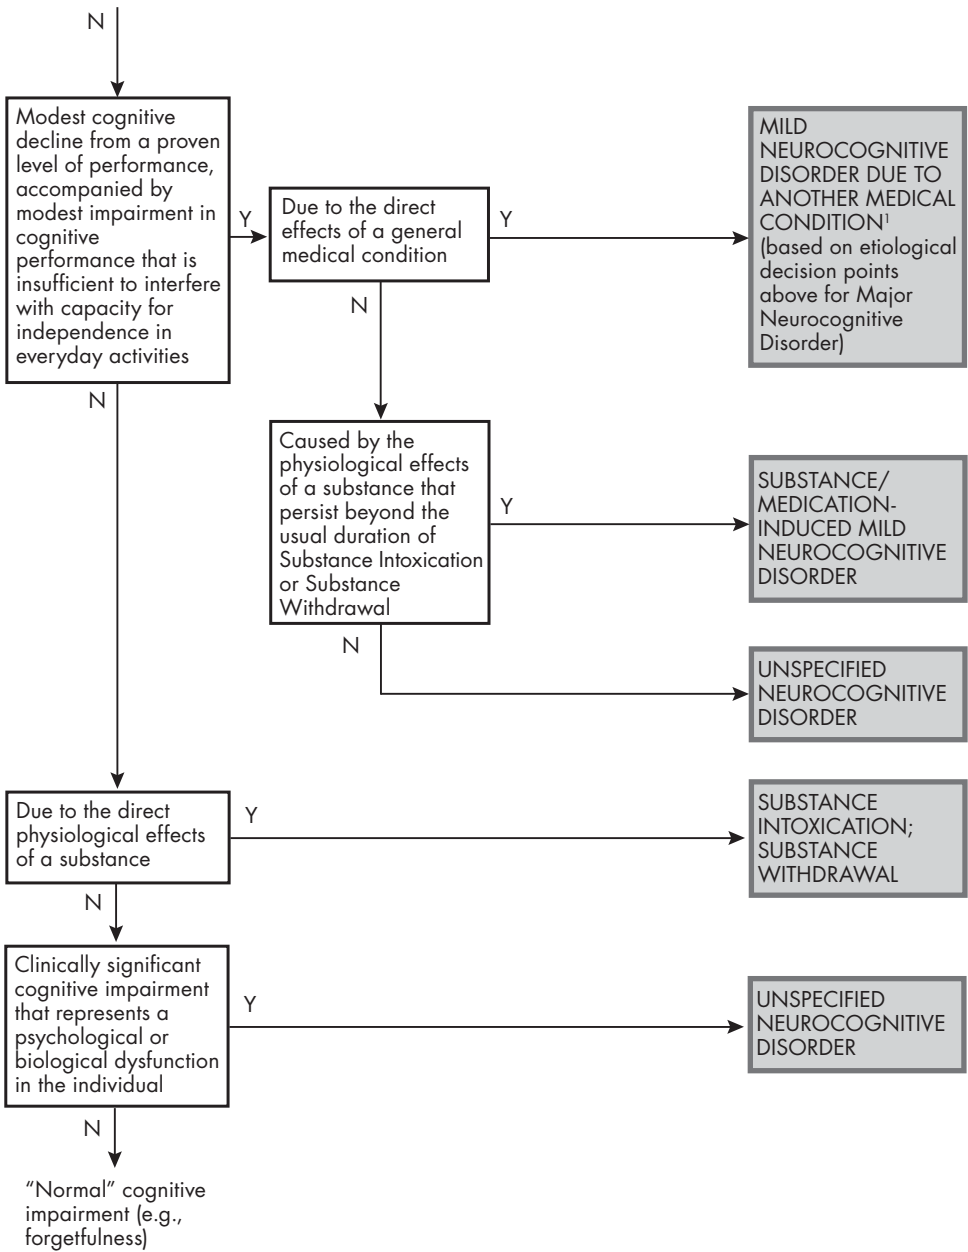 N
Modest cognitive
decline from a proven
level of performance,
accompanied by
modest impairment in
cognitive
performance that is
insufficient to interfere
with capacity for
independence in
everyday activities
Y
Due to the direct
effects of a general
medical condition
Y
MILD
NEUROCOGNITIVE
DISORDER DUE TO
ANOTHER MEDICAL
CONDITION¹
(based on etiological
decision points
above for Major
Neurocognitive
Disorder)
N
N
Caused by the
physiological effects
of a substance that
persist beyond the
usual duration of
Substance Intoxication
or Substance
Withdrawal
Y
SUBSTANCE/
MEDICATION-
INDUCED MILD
NEUROCOGNITIVE
DISORDER
N
UNSPECIFIED
NEUROCOGNITIVE
DISORDER
Due to the direct
physiological effects
of a substance
Y
SUBSTANCE
INTOXICATION;
SUBSTANCE
WITHDRAWAL
N
Clinically significant
cognitive impairment
that represents a
psychological or
biological dysfunction
in the individual
Y
UNSPECIFIED
NEUROCOGNITIVE
DISORDER
N
“Normal” cognitive
impairment (e.g.,
forgetfulness)